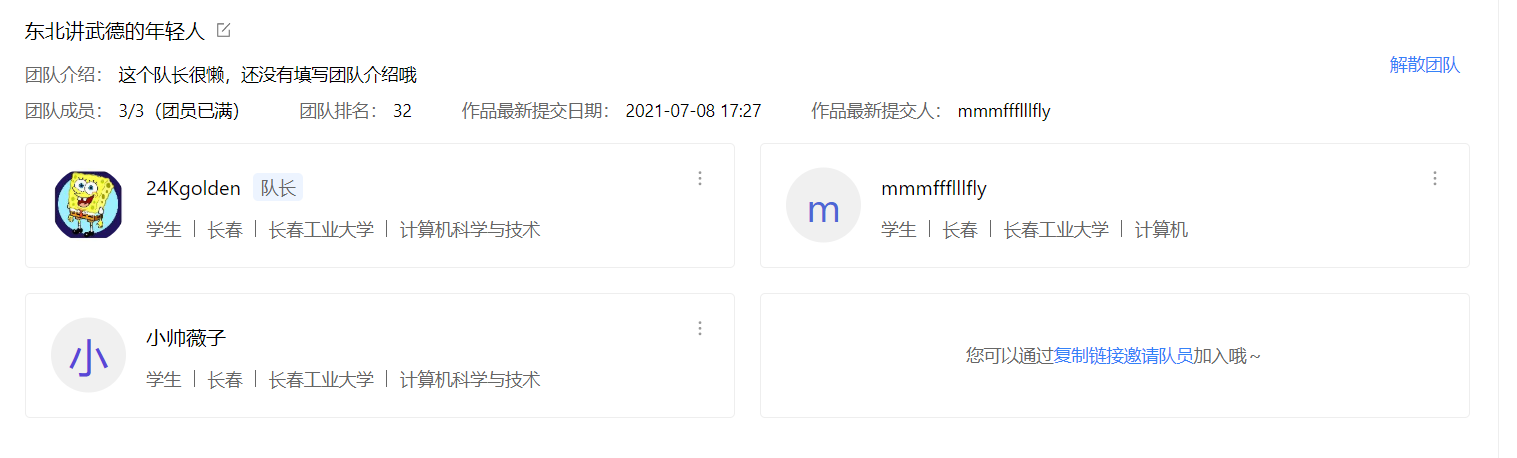 东北讲武德的年轻人
解散团队
团队介绍： 这个队长很懒，还没有填写团队介绍哦
团队成员： 3/3（团员已满） 团队排名： 32 作品最新提交日期： 2021-07-08 17:27 作品最新提交人： mmmffflllfly
24Kgolden 队长
学生 | 长春 | 长春工业大学 | 计算机科学与技术
m
mmmffflllfly
学生 | 长春 | 长春工业大学 | 计算机
小
小帅薇子
学生 | 长春 | 长春工业大学 | 计算机科学与技术
您可以通过复制链接邀请队员加入哦~